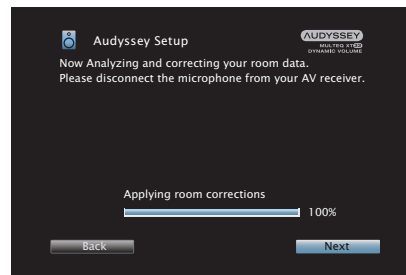 Audyssey Setup
AUDYSSEY
MULTEQ XT32
DYNAMIC VOLUME
Now Analyzing and correcting your room data.
Please disconnect the microphone from your AV receiver.
Applying room corrections
100%
Back
Next